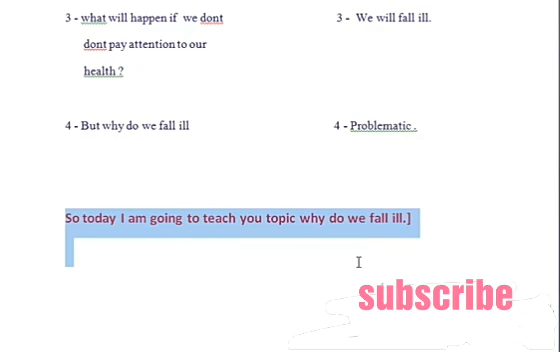 3 - what will happen if we dont
3 - We will fall ill.
dont pay attention to our
health ?
4 - But why do we fall ill
4 - Problematic .
So today I am going to teach you topic why do we fall ill.]
subscribe